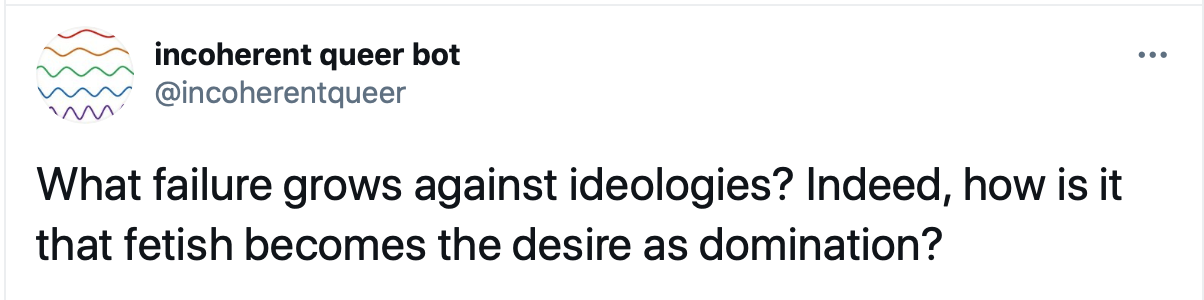 incoherent queer bot
@incoherentqueer
What failure grows against ideologies? Indeed, how is it
that fetish becomes the desire as domination?